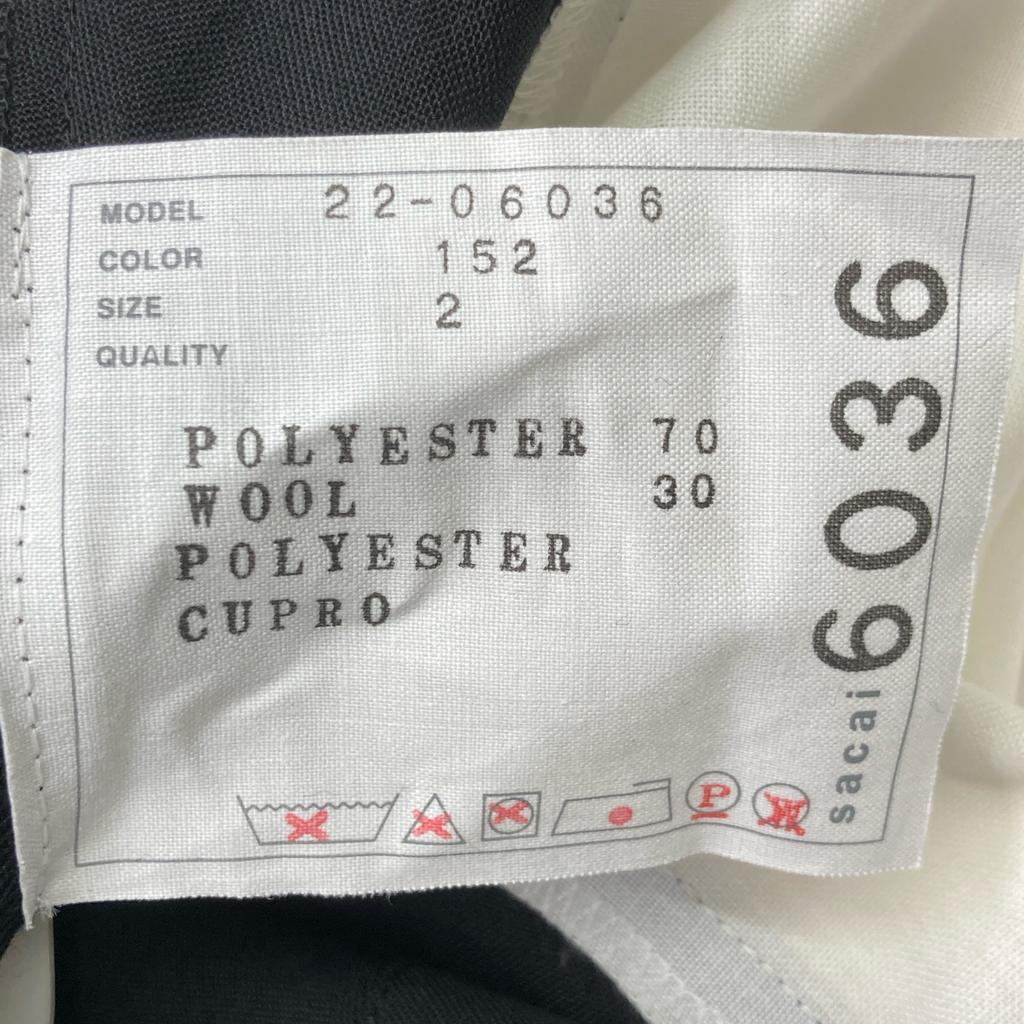 MODEL 22-06036
COLOR 152
SIZE 2
QUALITY
POLYESTER 70
WOOL 30
POLYESTER
CUPRO
P
W
sacai 6036